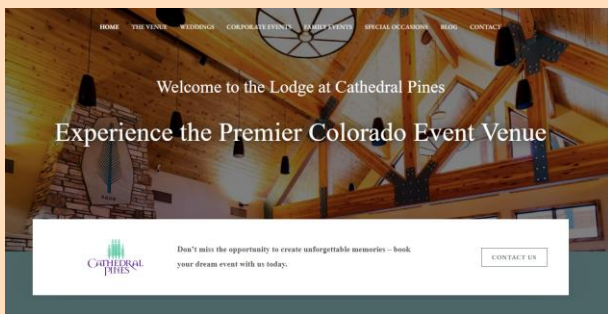 HOME THE VENUE WEDDINGS CORPORATE EVENTS FAMILY EVENTS SPECIAL OCCASIONS BLOG CONTACT
Welcome to the Lodge at Cathedral Pines
Experience the Premier Colorado Event Venue
CATHEDRAL
PINES
Don't miss the opportunity to create unforgettable memories – book
your dream event with us today.
CONTACT US